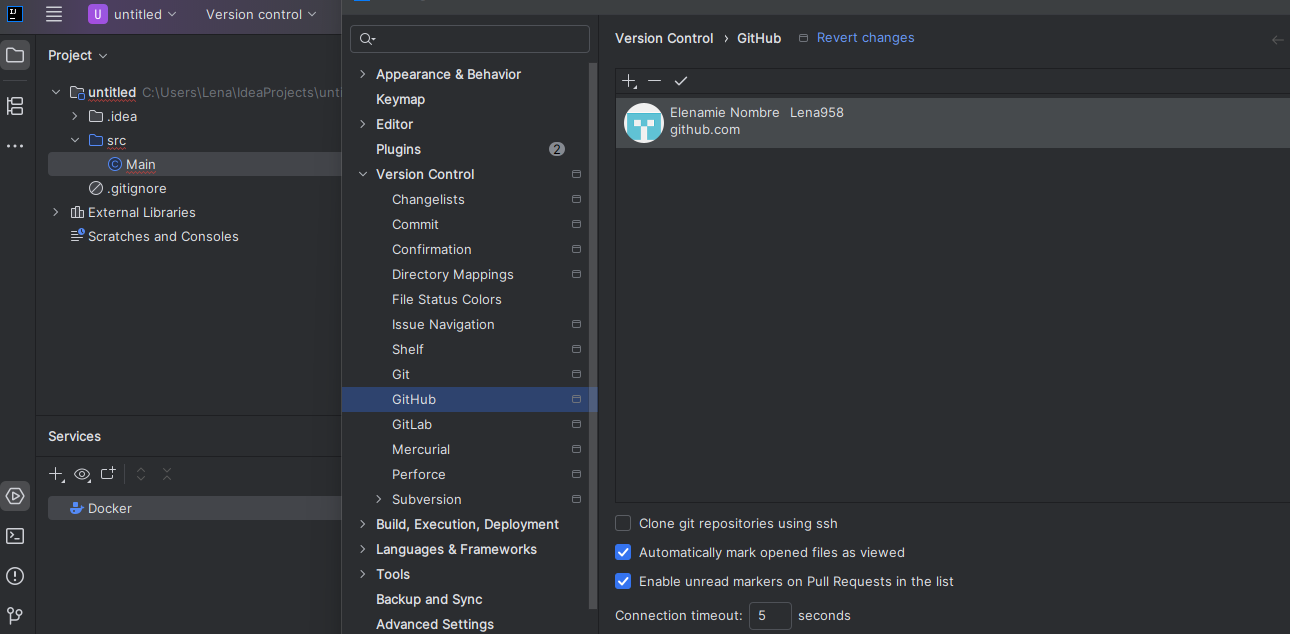 U untitled Version control
Project
untitled C:\Users\Lena\IdeaProjects\unti
.idea
src
Main
.gitignore
External Libraries
Scratches and Consoles
Services
Docker
Appearance & Behavior
Keymap
Editor
Plugins 2
Version Control
Changelists
Commit
Confirmation
Directory Mappings
File Status Colors
Issue Navigation
Shelf
Git
GitHub
GitLab
Mercurial
Perforce
Subversion
Build, Execution, Deployment
Languages & Frameworks
Tools
Backup and Sync
Advanced Settings
Version Control › GitHub Revert changes
Elenamie Nombre Lena958
github.com
Clone git repositories using ssh
Automatically mark opened files as viewed
Enable unread markers on Pull Requests in the list
Connection timeout: 5 seconds